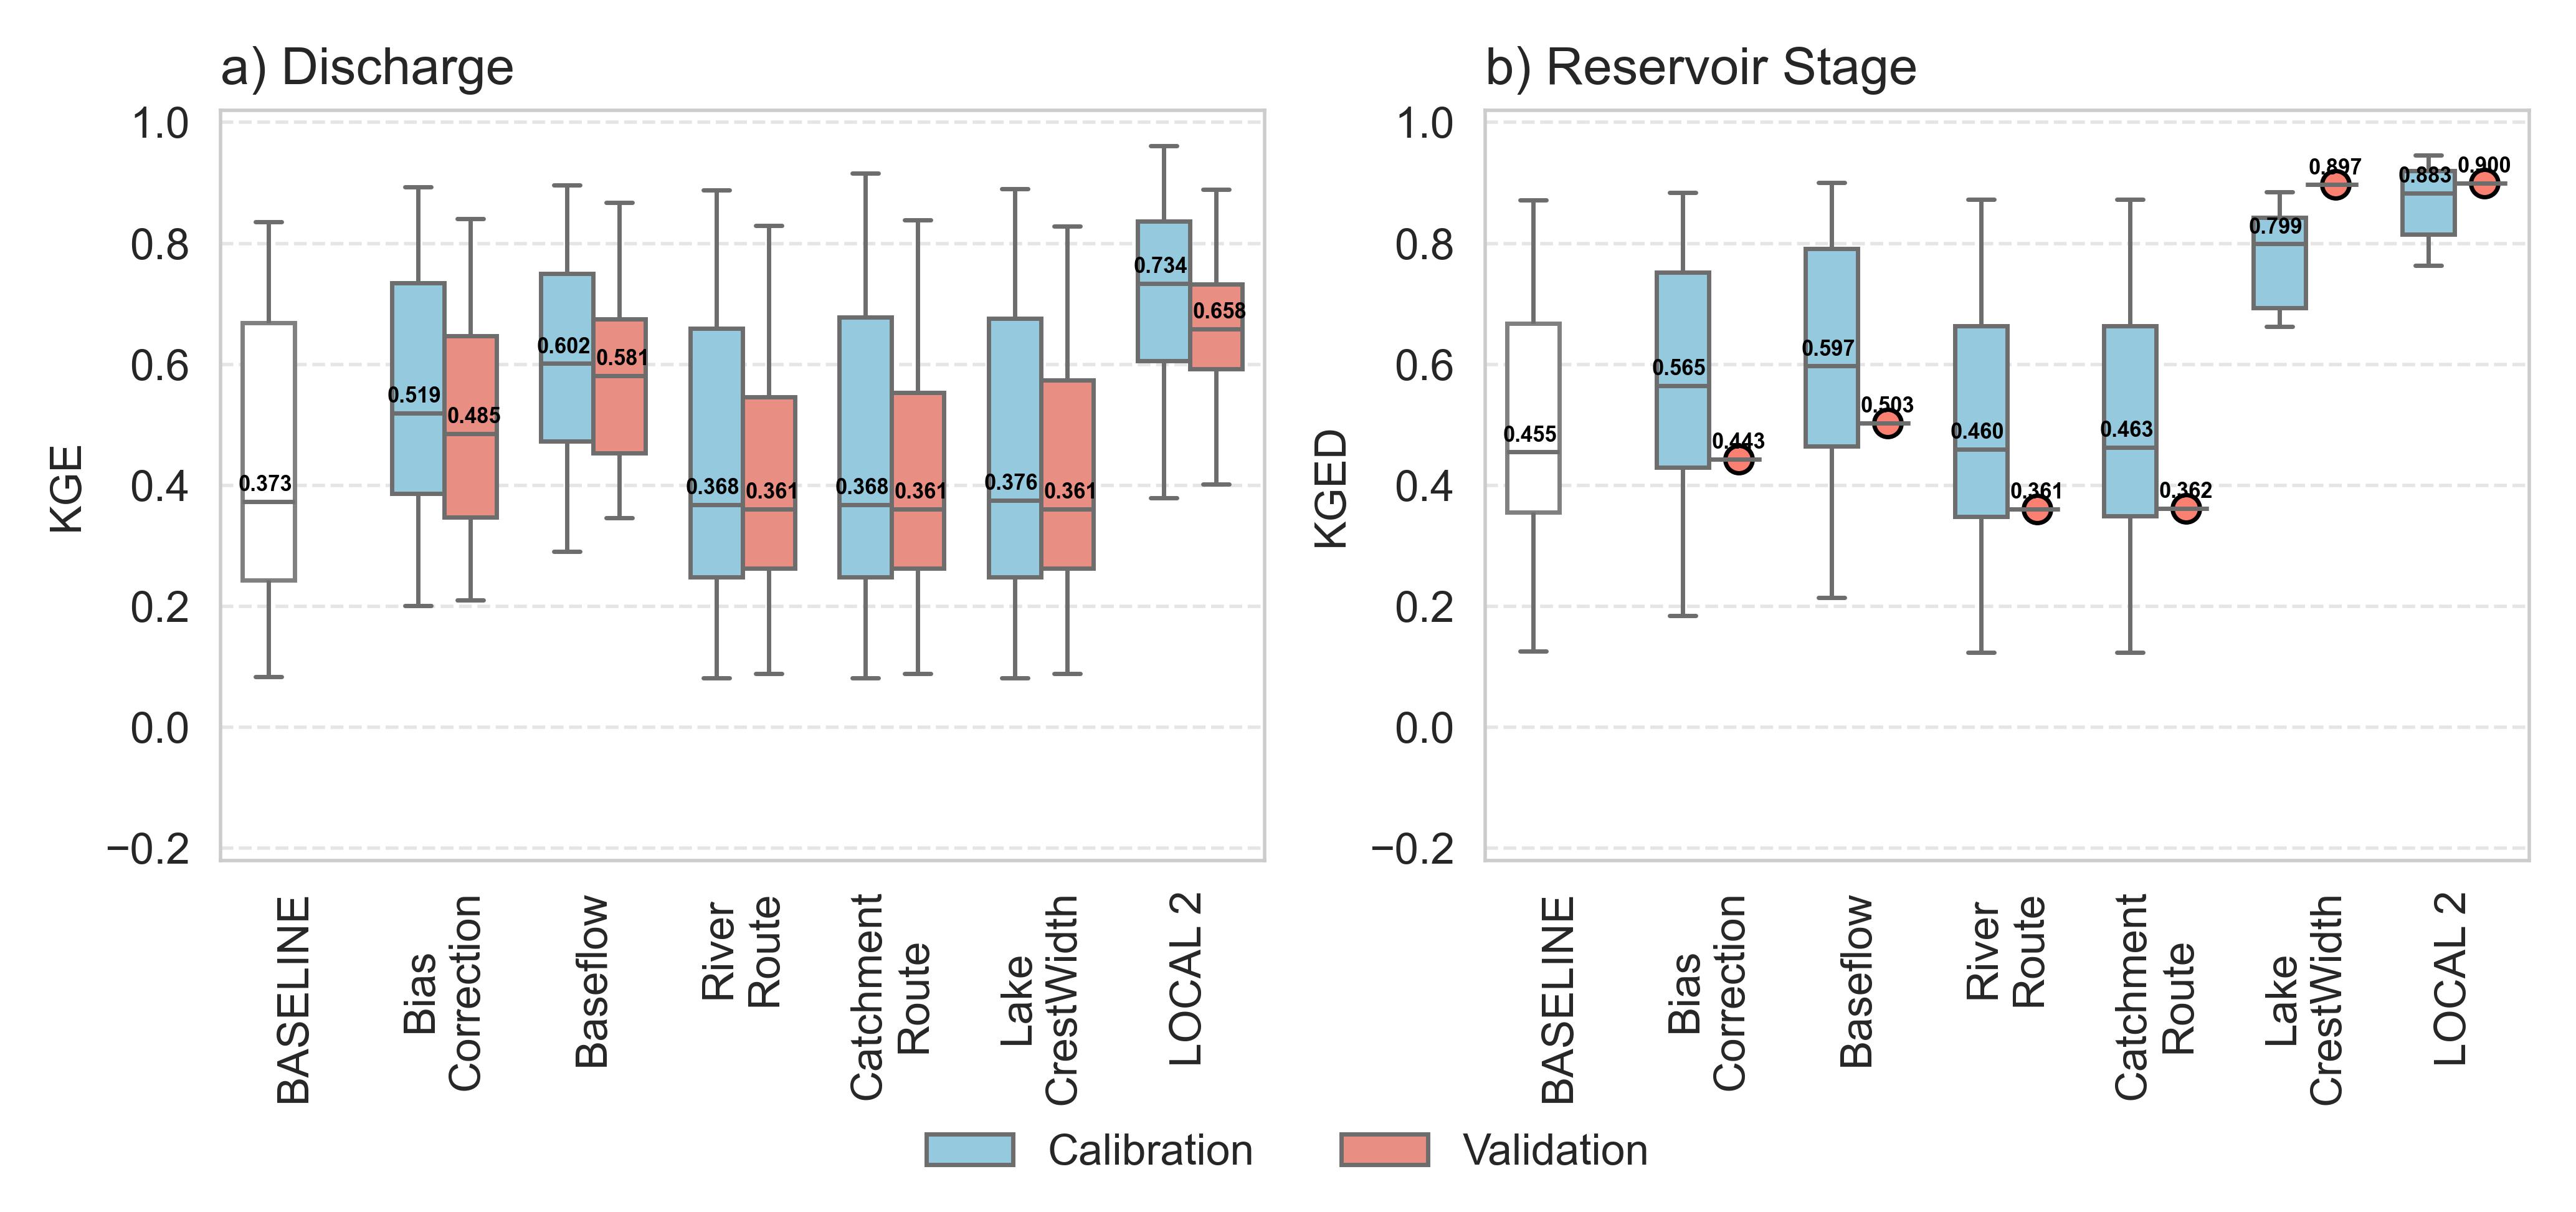 a) Discharge
1.0
0.8
0.6
0.4
0.2
0.0
−0.2
KGE
0.373
0.519
0.485
0.602
0.581
0.368
0.361
0.368
0.361
0.376
0.361
0.734
0.658
BASELINE
Bias
Correction
Baseflow
River
Route
Catchment
Route
Lake
CrestWidth
LOCAL 2
b) Reservoir Stage
1.0
0.8
0.6
0.4
0.2
0.0
−0.2
KGED
0.455
0.565
0.443
0.597
0.503
0.460
0.361
0.463
0.362
0.799
0.897
0.883
0.900
BASELINE
Bias
Correction
Baseflow
River
Route
Catchment
Route
Lake
CrestWidth
LOCAL 2
Calibration
Validation